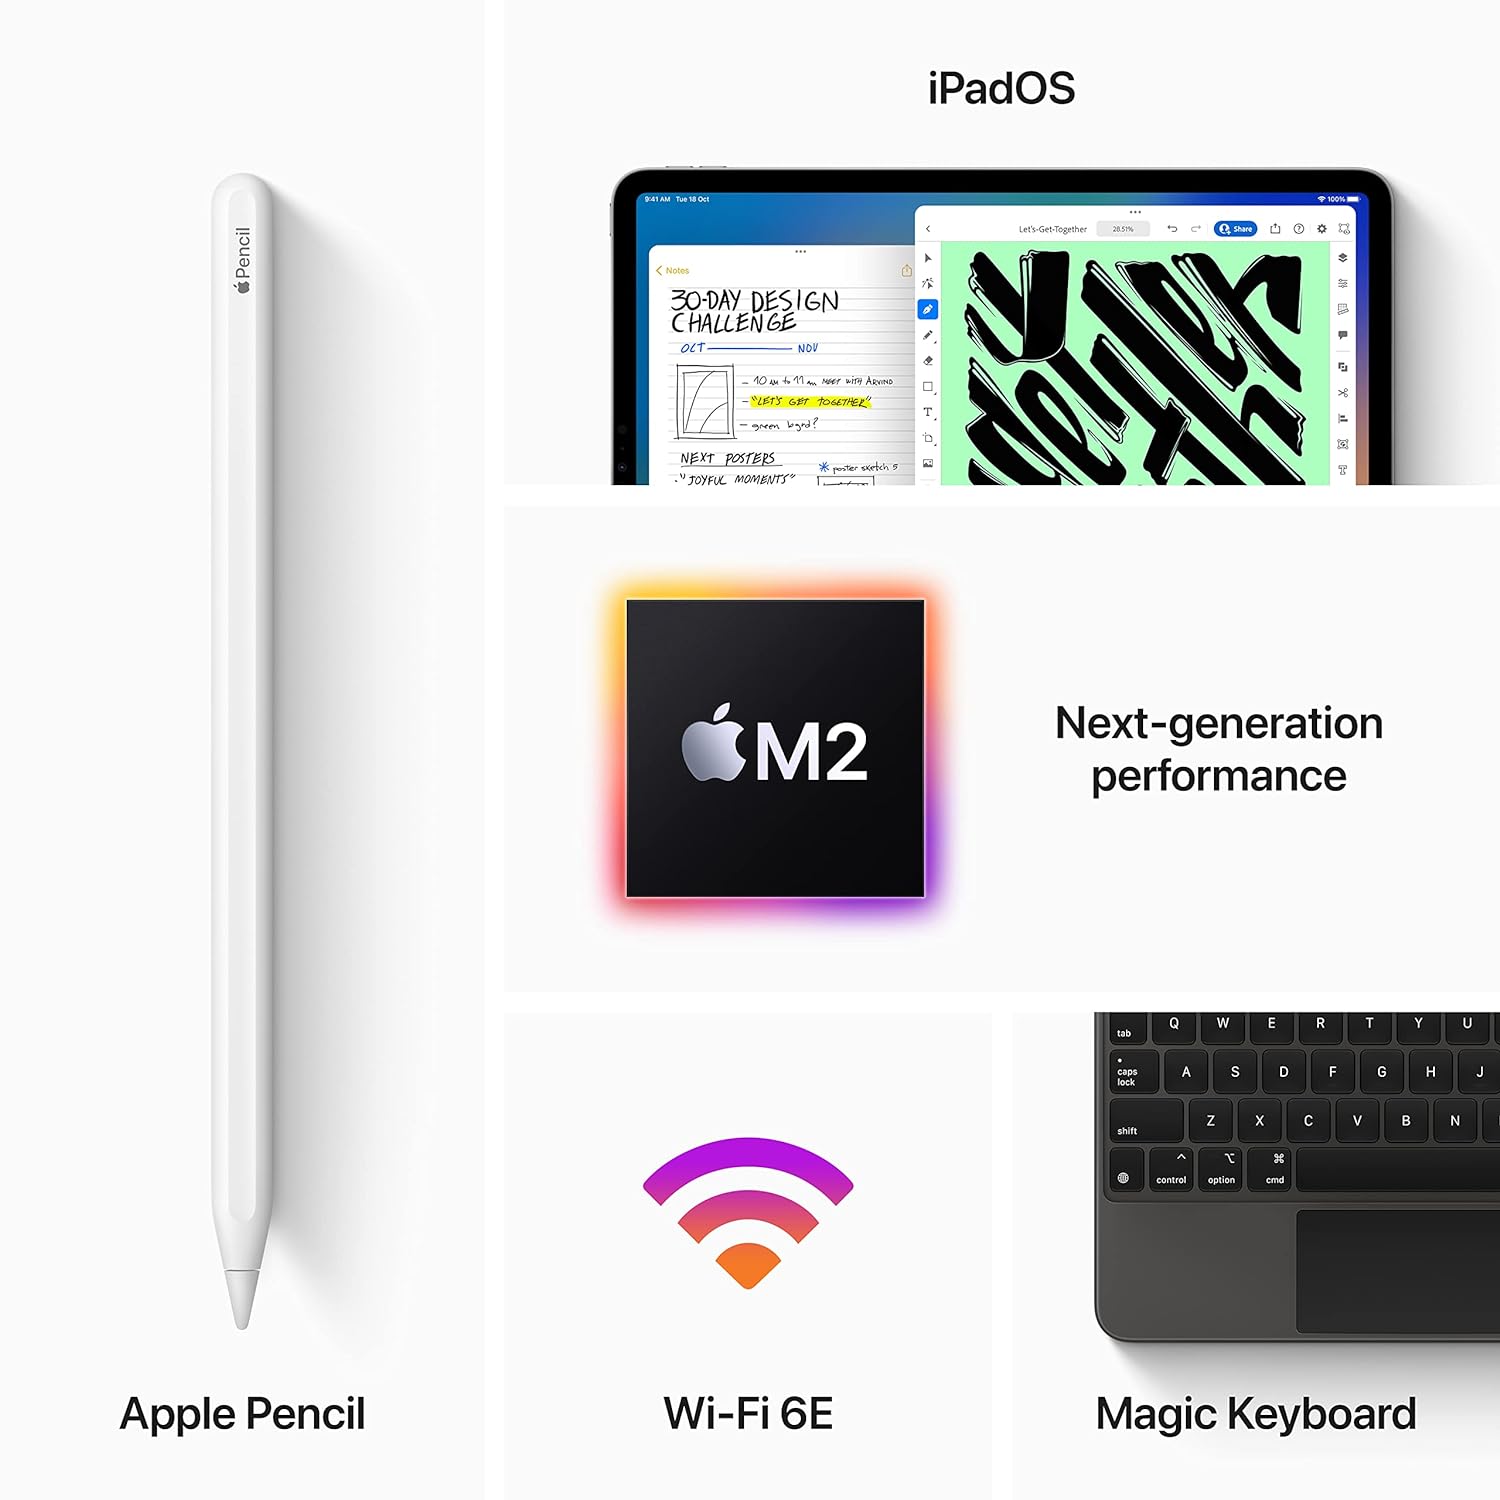 Pencil
Apple Pencil
iPadOS
9:41 AM Tue 18 Oct
100%
Notes
30-DAY DESIGN
CHALLENGE
OCT NOV
- 10 AM to 11 AM MEET WITH ARVIND
- "LET'S GET TOGETHER"
- green bgrd?
NEXT POSTERS
* poster sketch 5
. "JOYFUL MOMENTS"
Let's-Get-Together
28.51%
Share
M2
Next-generation
performance
Wi-Fi 6E
tab Q W E R T Y U
caps lock A S D F G H J
shift Z X C V B N
control option cmd
Magic Keyboard